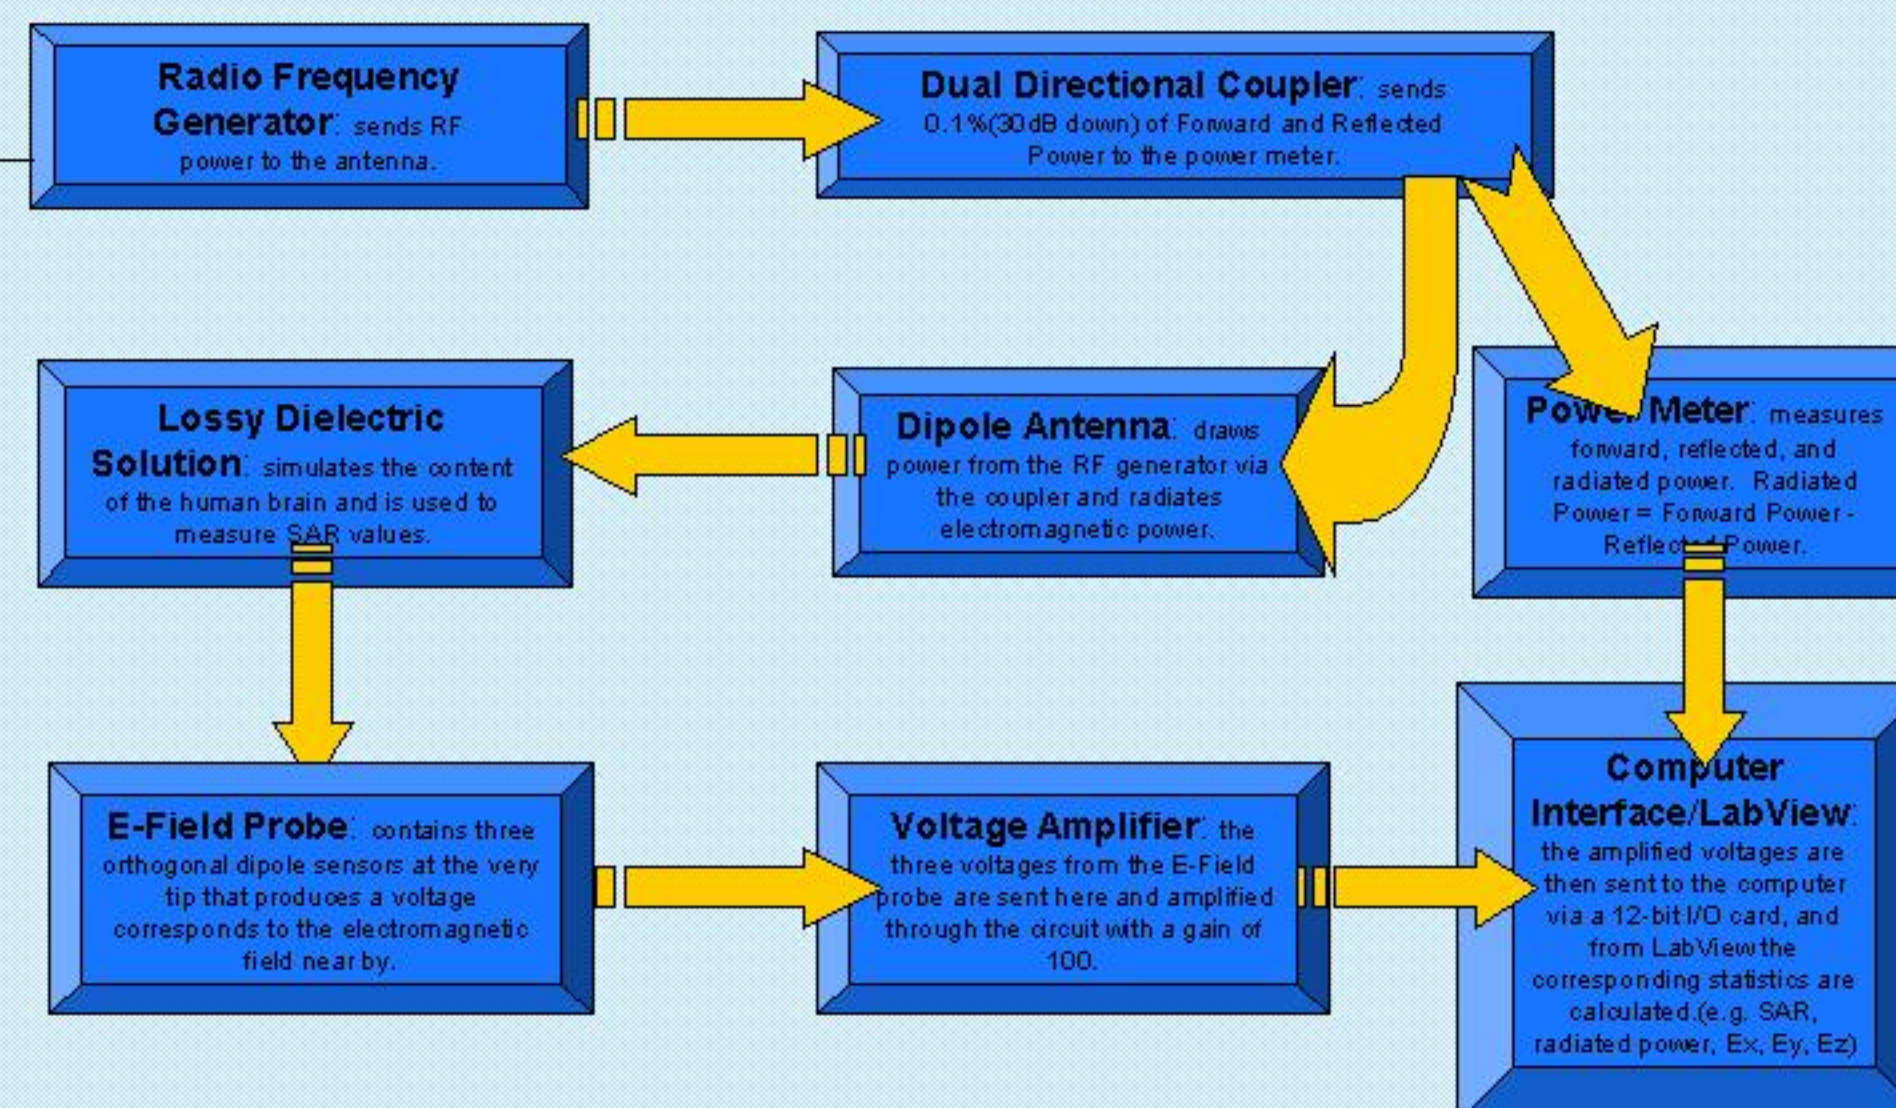 Radio Frequency
Generator: sends RF
power to the antenna.
Dual Directional Coupler: sends
0.1%(30dB down) of Forward and Reflected
Power to the power meter.
Lossy Dielectric
Solution: simulates the content
of the human brain and is used to
measure SAR values.
Dipole Antenna: draws
power from the RF generator via
the coupler and radiates
electromagnetic power.
Power Meter: measures
forward, reflected, and
radiated power. Radiated
Power = Forward Power -
Reflected Power.
E-Field Probe: contains three
orthogonal dipole sensors at the very
tip that produces a voltage
corresponds to the electromagnetic
field near by.
Voltage Amplifier: the
three voltages from the E-Field
probe are sent here and amplified
through the circuit with a gain of
100.
Computer
Interface/LabView:
the amplified voltages are
then sent to the computer
via a 12-bit I/O card, and
from LabView the
corresponding statistics are
calculated.(e.g. SAR,
radiated power, Ex, Ey, Ez)